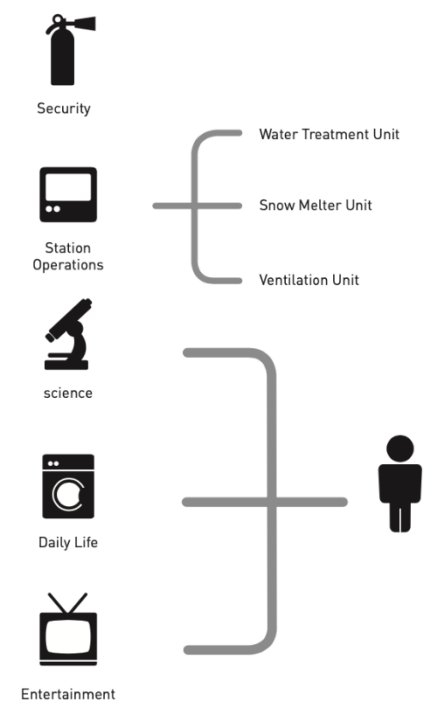 Security
Water Treatment Unit
Station
Operations
Snow Melter Unit
Ventilation Unit
science
Daily Life
Entertainment